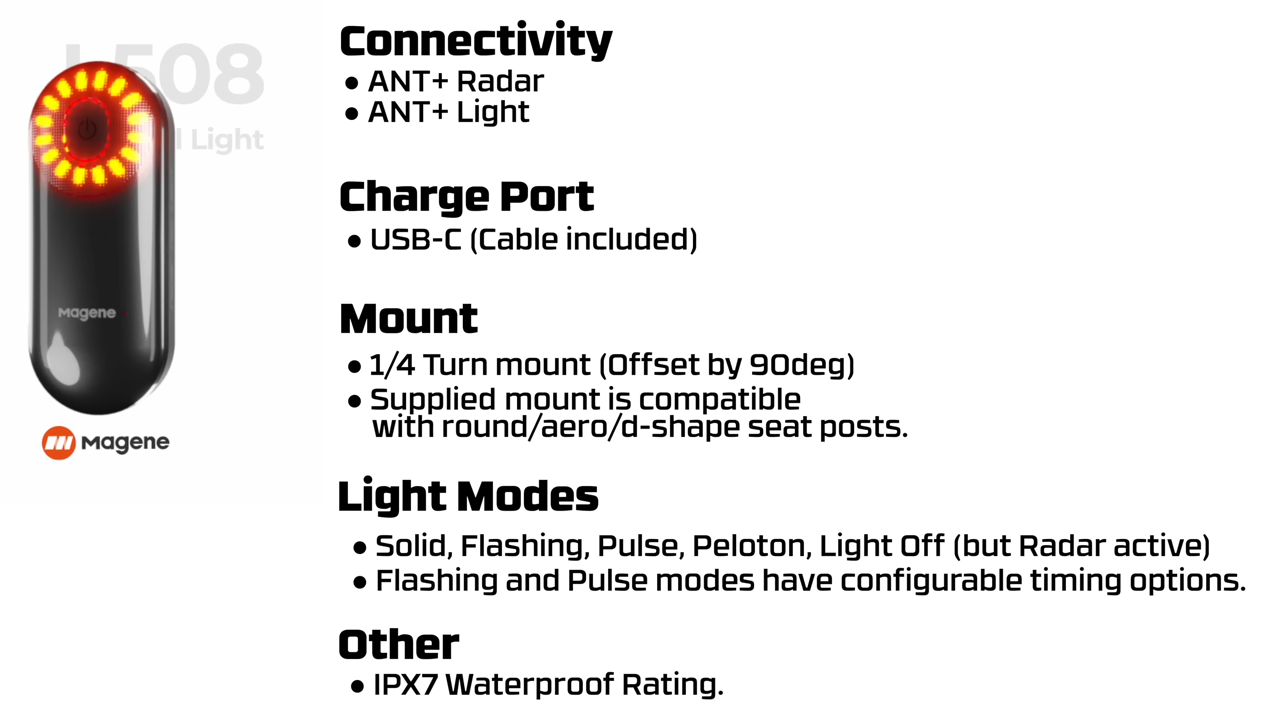 L508
l Light
Magene
Magene
Connectivity
● ANT+ Radar
● ANT+ Light
Charge Port
● USB-C (Cable included)
Mount
● 1/4 Turn mount (Offset by 90deg)
● Supplied mount is compatible
with round/aero/d-shape seat posts.
Light Modes
● Solid, Flashing, Pulse, Peloton, Light Off (but Radar active)
● Flashing and Pulse modes have configurable timing options.
Other
● IPX7 Waterproof Rating.